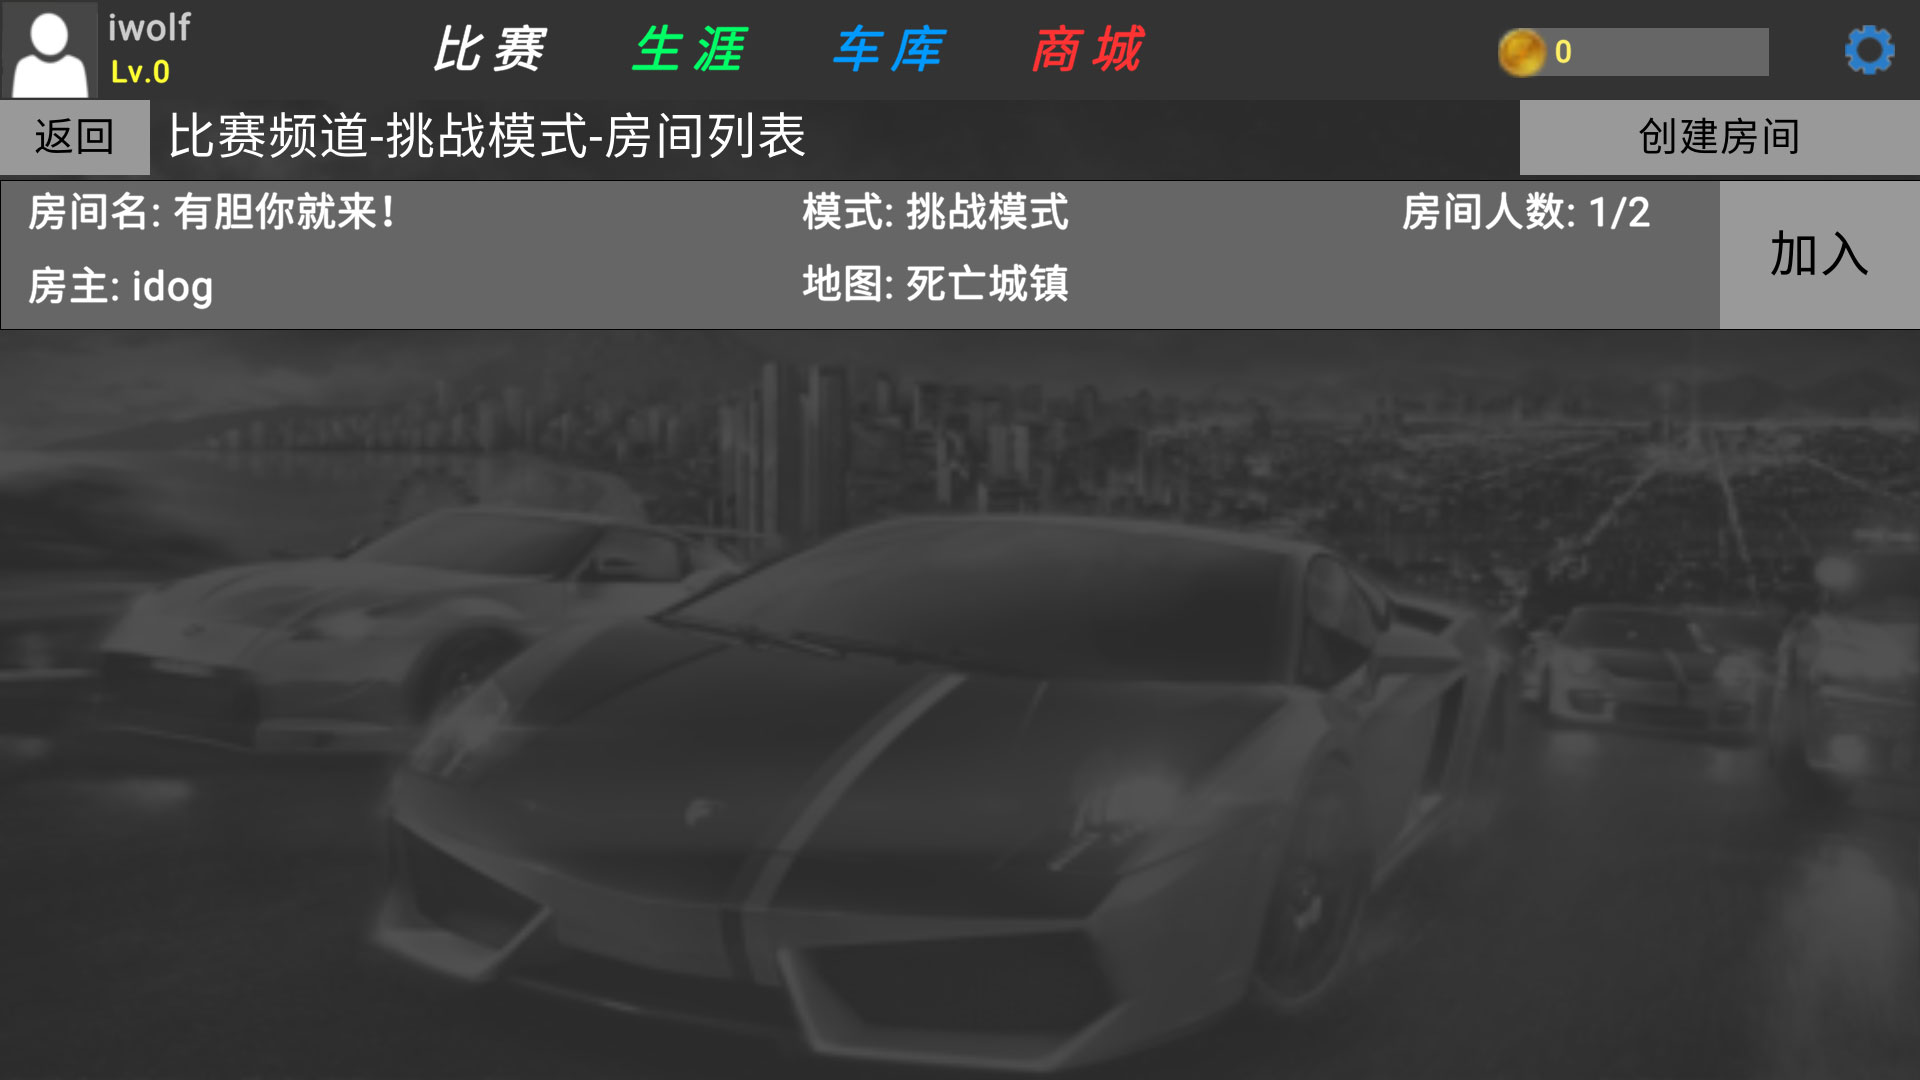 iwolf
Lv.0
比赛 生涯 车库 商城
0
返回 比赛频道-挑战模式-房间列表 创建房间
房间名: 有胆你就来! 模式: 挑战模式 房间人数: 1/2
房主: idog 地图: 死亡城镇
加入